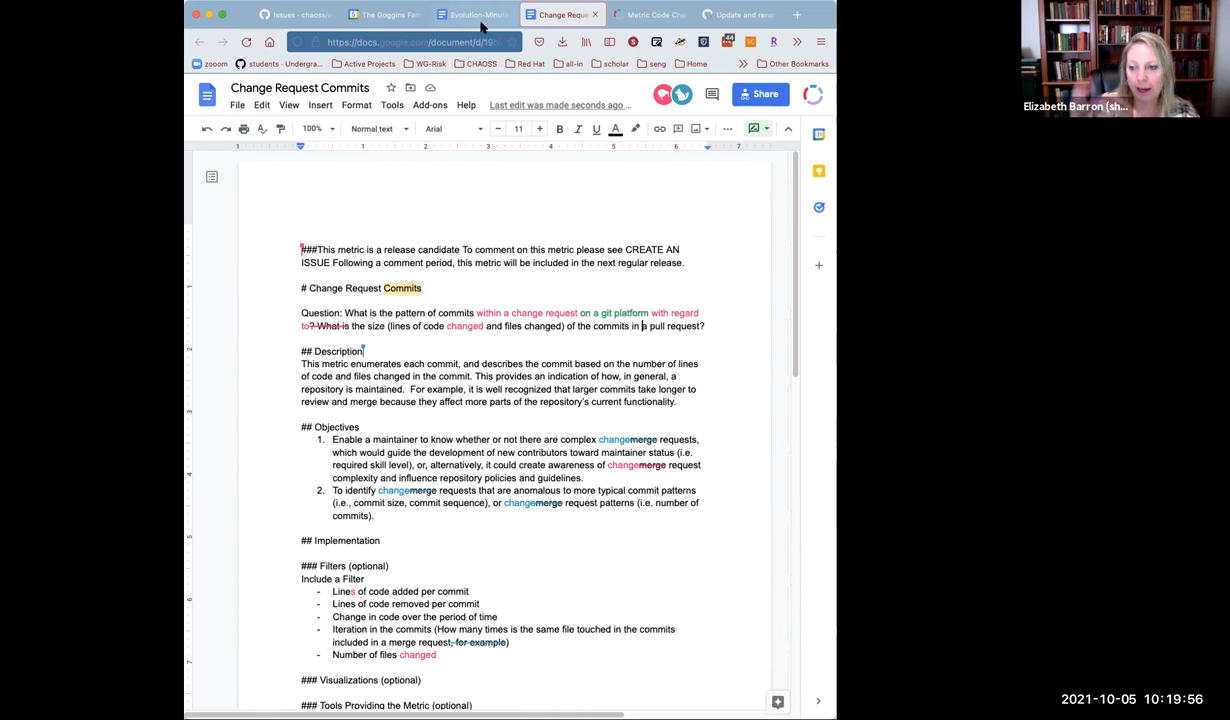 Issues · chaoss/
The Goggins Fam
Evolution-Minut
Change Reque
Metric Code Cha
Update and rena
https://docs.google.com/document/d/19
44
zooom
students - Undergra...
Active Projects
WG-Risk
CHAOSS
Red Hat
all-in
scholar
seng
Home
Other Bookmarks
Change Request Commits
File Edit View Insert Format Tools Add-ons Help Last edit was made seconds ago ...
Share
100% Normal text Arial 11
1 1 2 3 4 5 6 7
###This metric is a release candidate To comment on this metric please see CREATE AN
ISSUE Following a comment period, this metric will be included in the next regular release.
# Change Request Commits
Question: What is the pattern of commits within a change request on a git platform with regard
to? What is the size (lines of code changed and files changed) of the commits in a pull request?
## Description
This metric enumerates each commit, and describes the commit based on the number of lines
of code and files changed in the commit. This provides an indication of how, in general, a
repository is maintained. For example, it is well recognized that larger commits take longer to
review and merge because they affect more parts of the repository's current functionality.
## Objectives
1. Enable a maintainer to know whether or not there are complex changemerge requests,
which would guide the development of new contributors toward maintainer status (i.e.
required skill level), or, alternatively, it could create awareness of changemerge request
complexity and influence repository policies and guidelines.
2. To identify changemerge requests that are anomalous to more typical commit patterns
(i.e., commit size, commit sequence), or changemerge request patterns (i.e. number of
commits).
## Implementation
### Filters (optional)
Include a Filter
- Lines of code added per commit
- Lines of code removed per commit
- Change in code over the period of time
- Iteration in the commits (How many times is the same file touched in the commits
included in a merge request, for example)
- Number of files changed
### Visualizations (optional)
### Tools Providing the Metric (optional)
Elizabeth Barron (sh...
2021-10-05 10:19:56